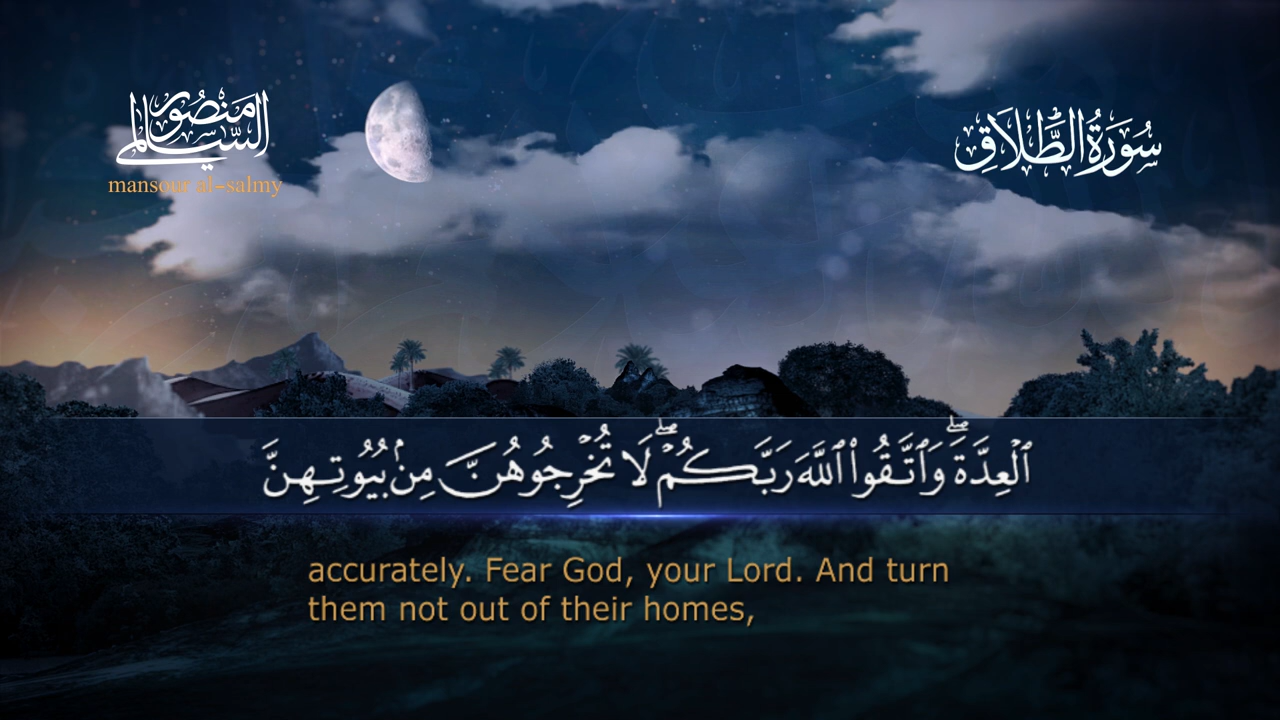 منصور
السالمي
mansour al-salmy
سُورَةُ الطَّلَاقِ
ٱلْعِدَّةَ ۖ وَٱتَّقُوا۟ ٱللَّهَ رَبَّكُمْ ۖ لَا تُخْرِجُوهُنَّ مِنۢ بُيُوتِهِنَّ
accurately. Fear God, your Lord. And turn
them not out of their homes,